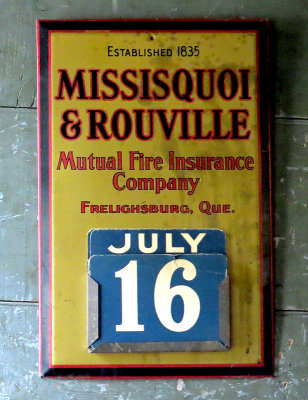 ESTABLISHED 1835
MISSISQUOI
& ROUVILLE
Mutual Fire Insurance
Company
FRELIGHSBURG, QUE.
JULY
16